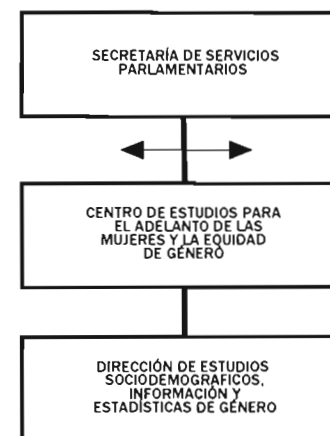 SECRETARÍA DE SERVICIOS
PARLAMENTARIOS
CENTRO DE ESTUDIOS PARA
EL ADELANTO DE LAS
MUJERES Y LA EQUIDAD
DE GÉNERO
DIRECCIÓN DE ESTUDIOS
SOCIODEMOGRAFICOS,
INFORMACIÓN Y
ESTADÍSTICAS DE GÉNERO